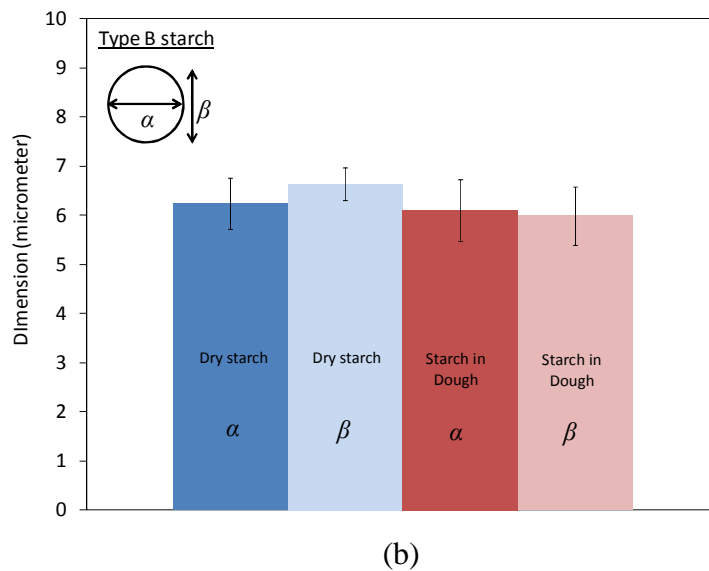 Type B starch
α
β
DImension (micrometer)
10
9
8
7
6
5
4
3
2
1
0
Dry starch
α
Dry starch
β
Starch in
Dough
α
Starch in
Dough
β
(b)